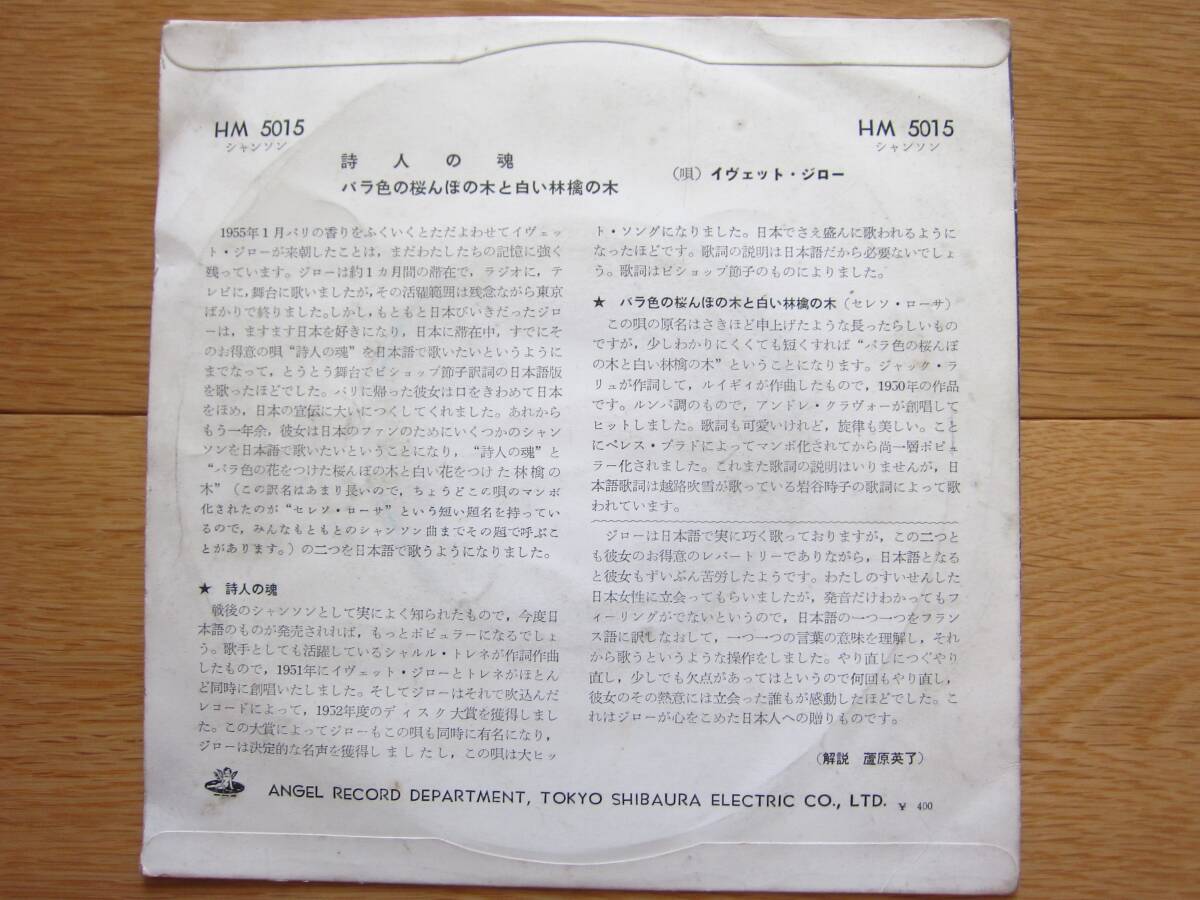 HM 5015
シャンソン
HM 5015
シャンソン
詩人の魂
バラ色の桜んぼの木と白い林檎の木
(唄) イヴェット・ジロー
1955年1月パリの香りをふくいくとただよわせてイヴェッ
ト・ジローが来朝したことは，まだわたしたちの記憶に強く
残っています。ジローは約1カ月間の滞在で，ラジオに，テ
レビに，舞台に歌いましたが，その活躍範囲は残念ながら東京
ばかりで終りました。しかし，もともと日本びいきだったジロ
ーは，ますます日本を好きになり，日本に滞在中，すでにそ
のお得意の唄 “詩人の魂” を日本語で歌いたいというように
までなって，とうとう舞台でビショップ節子訳詞の日本語版
を歌ったほどでした。パリに帰った彼女は口をきわめて日本
をほめ，日本の宣伝に大いにつくしてくれました。あれから
もう一年余，彼女は日本のファンのためにいくつかのシャン
ソンを日本語で歌いたいということになり，“詩人の魂” と
“バラ色の花をつけた桜んぼの木と白い花をつけた林檎の
木” （この訳名はあまり長いので，ちょうどこの唄のマンボ
化されたのが “セレソ・ローサ” という短い題名を持ってい
るので，みんなもともとのシャンソン曲までその題で呼ぶこ
とがあります。）の二つを日本語で歌うようになりました。
★ 詩人の魂
戦後のシャンソンとして実によく知られたもので，今度日
本語のものが発売されれば，もっとポピュラーになるでしょ
う。歌手としても活躍しているシャルル・トレネが作詞作曲
したもので，1951年にイヴェット・ジローとトレネがほとん
ど同時に創唱いたしました。そしてジローはそれで吹込んだ
レコードによって，1952年度のディスク大賞を獲得しまし
た。この大賞によってジローもこの唄も同時に有名になり，
ジローは決定的な名声を獲得しましたし，この唄は大ヒッ
ト・ソングになりました。日本でさえ盛んに歌われるように
なったほどです。歌詞の説明は日本語だから必要ないでしょ
う。歌詞はビショップ節子のものによりました。
★ バラ色の桜んぼの木と白い林檎の木（セレソ・ローサ）
この唄の原名はさきほど申上げたような長ったらしいもの
ですが，少しわかりにくくても短くすれば “バラ色の桜んぼ
の木と白い林檎の木” ということになります。ジャック・ラ
リュが作詞して，ルイギィが作曲したもので，1950年の作品
です。ルンバ調のもので，アンドレ・クラヴォーが創唱して
ヒットしました。歌詞も可愛いけれど，旋律も美しい。こと
にペレス・プラドによってマンボ化されてから尚一層ポピュ
ラー化されました。これまた歌詞の説明はいりませんが，日
本語歌詞は越路吹雪が歌っている岩谷時子の歌詞によって歌
われています。
ジローは日本語で実に巧く歌っておりますが，この二つと
も彼女のお得意のレパートリーでありながら，日本語となる
と彼女もずいぶん苦労したようです。わたしのすいせんした
日本女性に立会ってもらいましたが，発音だけわかってもフ
ィーリングがでないというので，日本語の一つ一つをフラン
ス語に訳しなおして，一つ一つの言葉の意味を理解し，それ
から歌うというような操作をしました。やり直しにつぐやり
直し，少しでも欠点があってはというので何回もやり直し，
彼女のその熱意には立会った誰もが感動したほどでした。こ
れはジローが心をこめた日本人への贈りものです。
（解説 蘆原英了）
ANGEL RECORD DEPARTMENT, TOKYO SHIBAURA ELECTRIC CO., LTD. ¥ 400